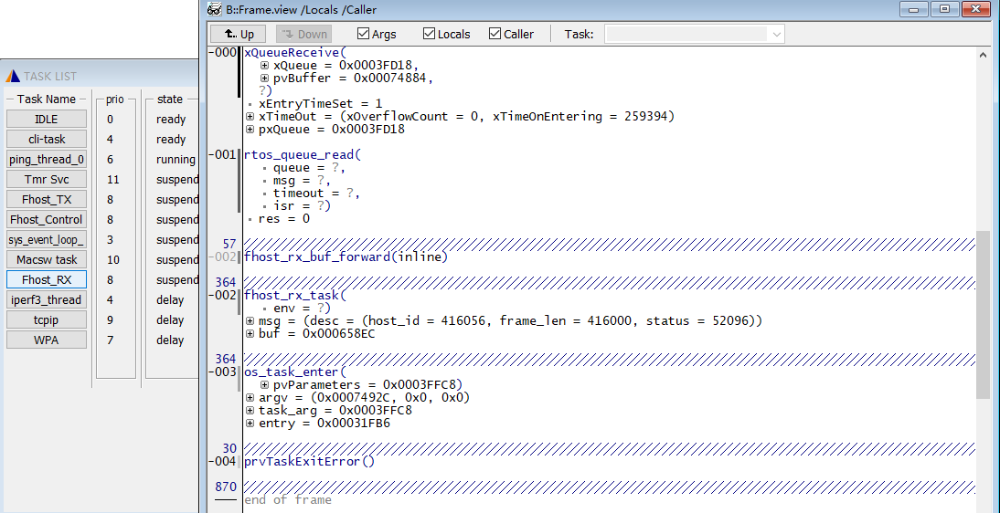 B::Frame.view /Locals /Caller
Up Down Args Locals Caller Task:
TASK LIST
Task Name prio state
IDLE 0 ready
cli-task 4 ready
ping_thread_0 6 running
Tmr Svc 11 suspend
Fhost_TX 8 suspend
Fhost_Control 8 suspend
sys_event_loop_ 3 suspend
Macsw task 10 suspend
Fhost_RX 8 suspend
iperf3_thread 4 delay
tcpip 9 delay
WPA 7 delay
-000 xQueueReceive(
xQueue = 0x0003FD18,
pvBuffer = 0x00074884,
?)
xEntryTimeSet = 1
xTimeOut = (xOverflowCount = 0, xTimeOnEntering = 259394)
pxQueue = 0x0003FD18
-001 rtos_queue_read(
queue = ?,
msg = ?,
timeout = ?,
isr = ?)
res = 0
57
-002 fhost_rx_buf_forward(inline)
364
-002 fhost_rx_task(
env = ?)
msg = (desc = (host_id = 416056, frame_len = 416000, status = 52096))
buf = 0x000658EC
364
-003 os_task_enter(
pvParameters = 0x0003FFC8)
argv = (0x0007492C, 0x0, 0x0)
task_arg = 0x0003FFC8
entry = 0x00031FB6
30
-004 prvTaskExitError()
870
end of frame